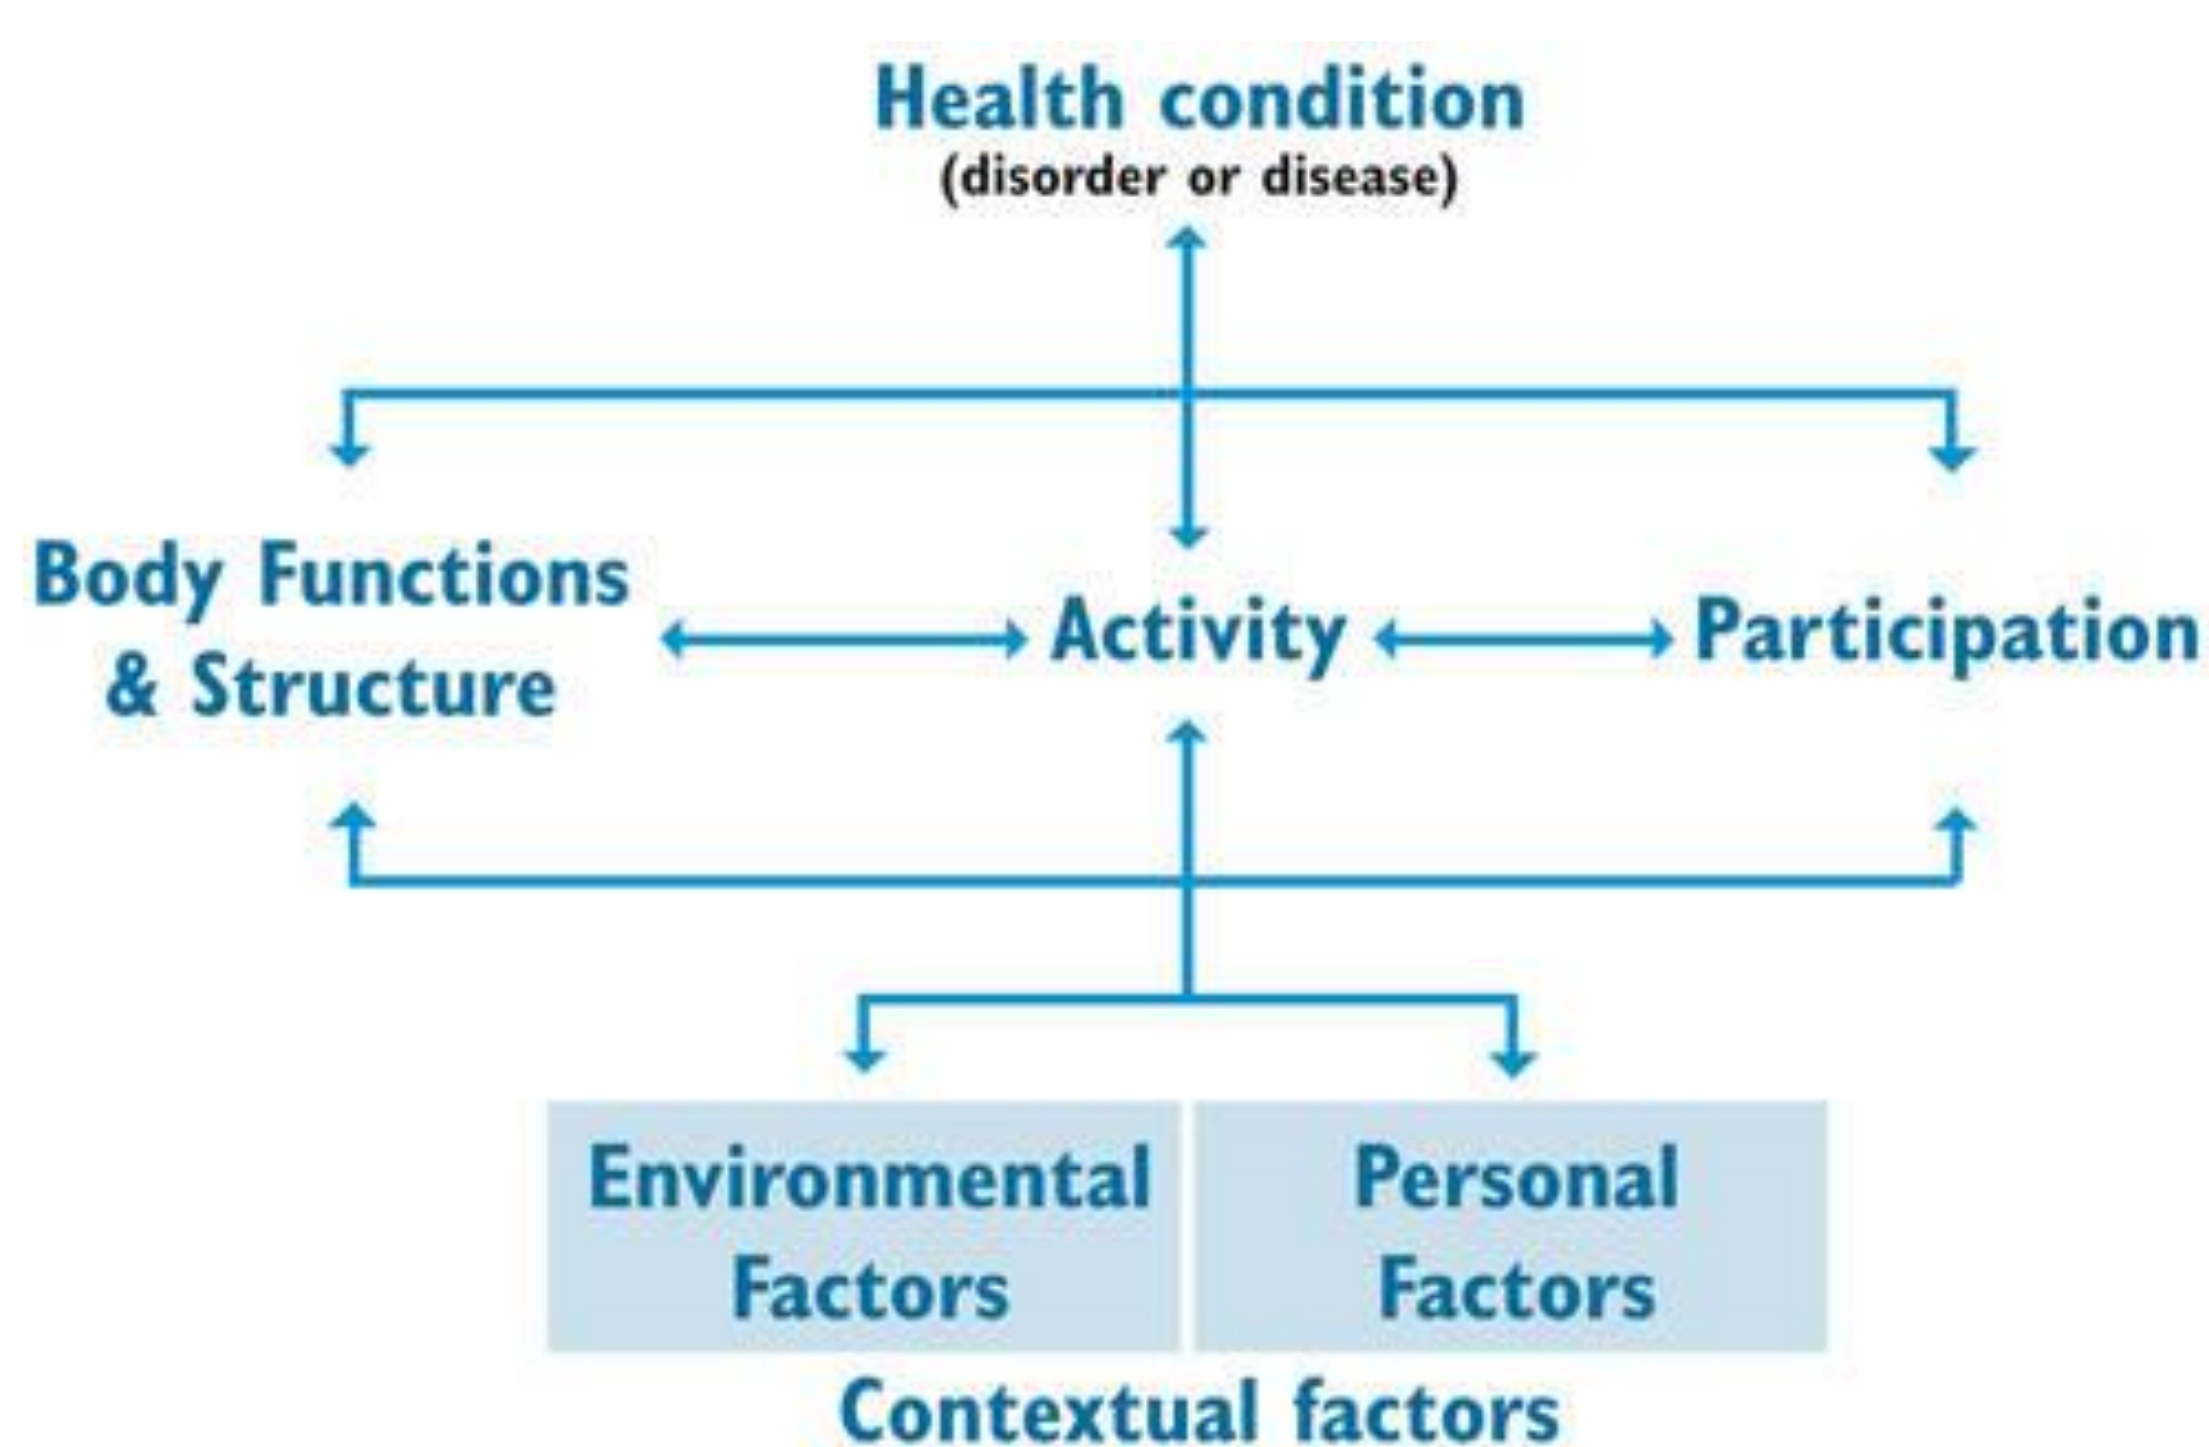 Health condition
(disorder or disease)
Body Functions
& Structure
Activity
Participation
Environmental
Factors
Personal
Factors
Contextual factors